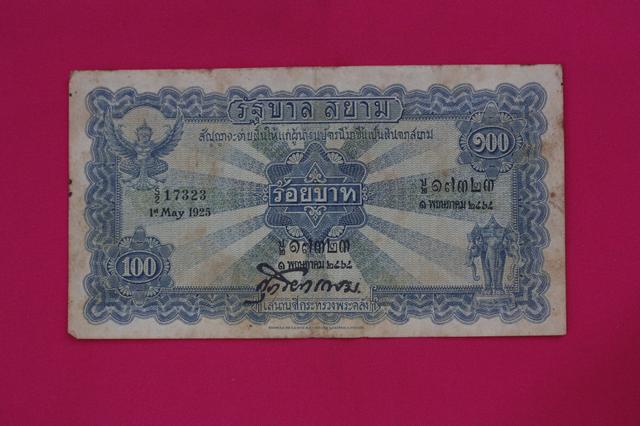 รัฐบาล สยาม
สัญญาจะจ่ายเงินให้แก่ผู้นำธนบัตรนี้มาขึ้นเป็นเงินตราสยาม
๑๐๐
17323
1st May 1925
ร้อยบาท
๑๗๓๒๓
๑ พฤษภาคม ๒๔๖๘
๑๗๓๒๓
๑ พฤษภาคม ๒๔๖๘
100
เสนาบดีกระทรวงพระคลัง